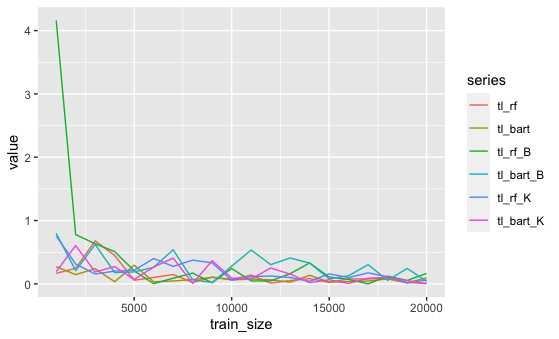 4
3
2
1
0
value
5000
10000
15000
20000
train_size
series
tl_rf
tl_bart
tl_rf_B
tl_bart_B
tl_rf_K
tl_bart_K